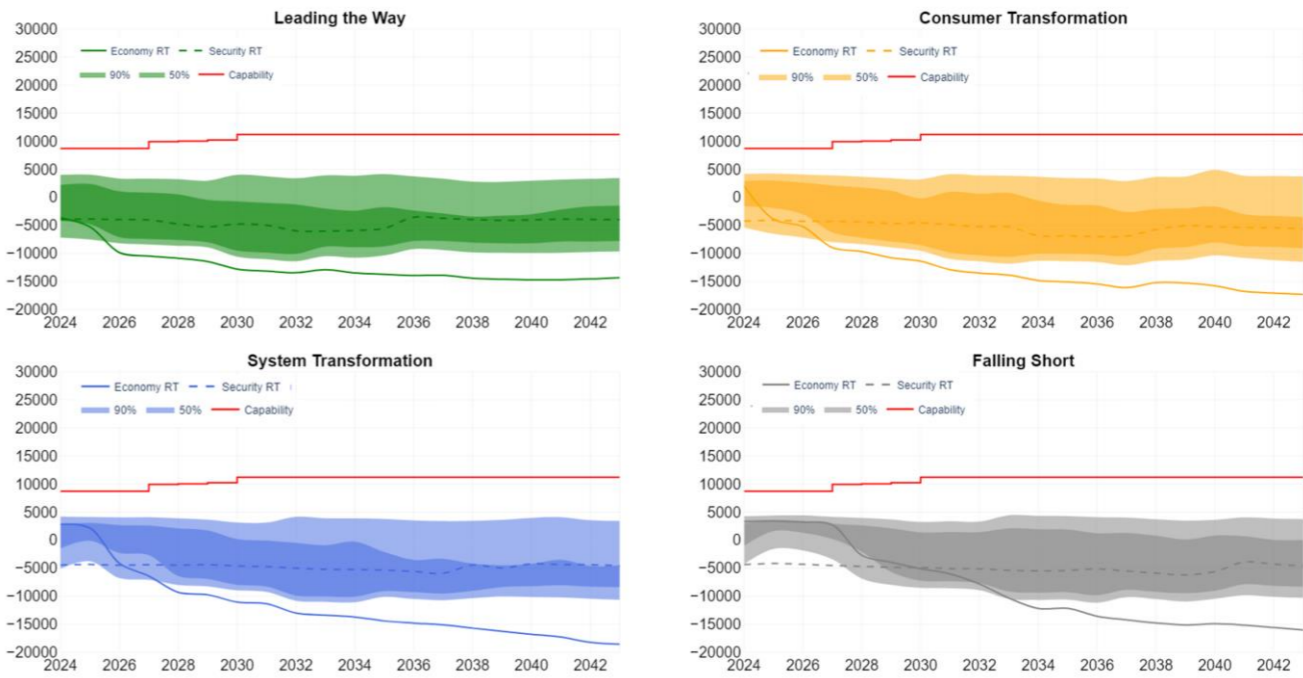 Leading the Way
30000
25000
20000
15000
10000
5000
0
−5000
−10000
−15000
−20000
Economy RT Security RT
90% 50% Capability
2024 2026 2028 2030 2032 2034 2036 2038 2040 2042
Consumer Transformation
30000
25000
20000
15000
10000
5000
0
−5000
−10000
−15000
−20000
Economy RT Security RT
90% 50% Capability
2024 2026 2028 2030 2032 2034 2036 2038 2040 2042
System Transformation
30000
25000
20000
15000
10000
5000
0
−5000
−10000
−15000
−20000
Economy RT Security RT
90% 50% Capability
2024 2026 2028 2030 2032 2034 2036 2038 2040 2042
Falling Short
30000
25000
20000
15000
10000
5000
0
−5000
−10000
−15000
−20000
Economy RT Security RT
90% 50% Capability
2024 2026 2028 2030 2032 2034 2036 2038 2040 2042